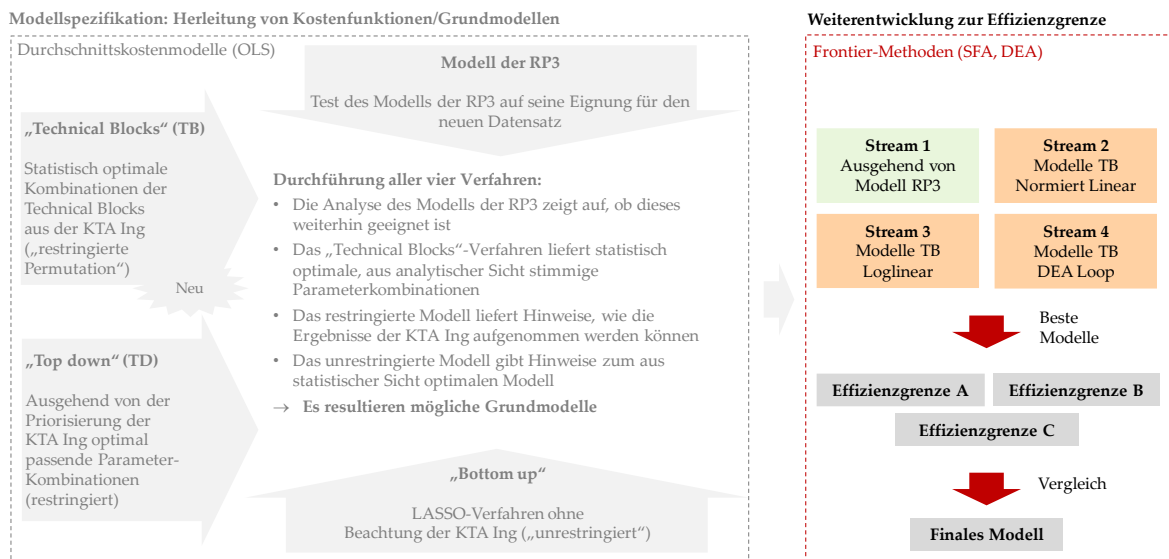 Modellspezifikation: Herleitung von Kostenfunktionen/Grundmodellen
Durchschnittskostenmodelle (OLS)
Modell der RP3
Test des Modells der RP3 auf seine Eignung für den
neuen Datensatz
„Technical Blocks“ (TB)
Statistisch optimale
Kombinationen der
Technical Blocks
aus der KTA Ing
(„restringierte
Permutation“)
Neu
„Top down“ (TD)
Ausgehend von der
Priorisierung der
KTA Ing optimal
passende Parameter-
Kombinationen
(restringiert)
Durchführung aller vier Verfahren:
• Die Analyse des Modells der RP3 zeigt auf, ob dieses
weiterhin geeignet ist
• Das „Technical Blocks“-Verfahren liefert statistisch
optimale, aus analytischer Sicht stimmige
Parameterkombinationen
• Das restringierte Modell liefert Hinweise, wie die
Ergebnisse der KTA Ing aufgenommen werden können
• Das unrestringierte Modell gibt Hinweise zum aus
statistischer Sicht optimalen Modell
→ Es resultieren mögliche Grundmodelle
„Bottom up“
LASSO-Verfahren ohne
Beachtung der KTA Ing („unrestringiert“)
Weiterentwicklung zur Effizienzgrenze
Frontier-Methoden (SFA, DEA)
Stream 1
Ausgehend von
Modell RP3
Stream 2
Modelle TB
Normiert Linear
Stream 3
Modelle TB
Loglinear
Stream 4
Modelle TB
DEA Loop
Beste
Modelle
Effizienzgrenze A
Effizienzgrenze B
Effizienzgrenze C
Vergleich
Finales Modell